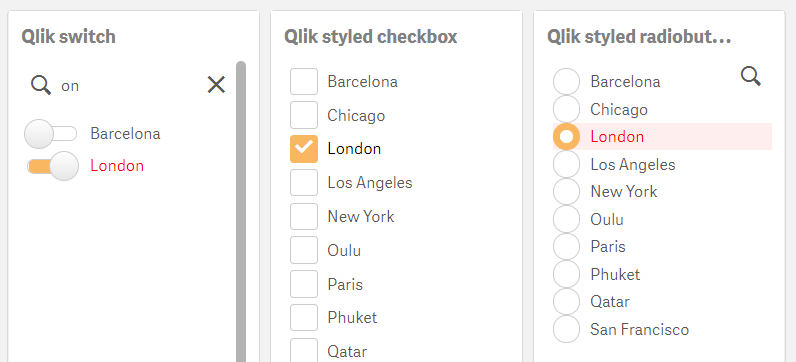 Qlik switch
on
Barcelona
London
Qlik styled checkbox
Barcelona
Chicago
London
Los Angeles
New York
Oulu
Paris
Phuket
Qatar
Qlik styled radiobut...
Barcelona
Chicago
London
Los Angeles
New York
Oulu
Paris
Phuket
Qatar
San Francisco